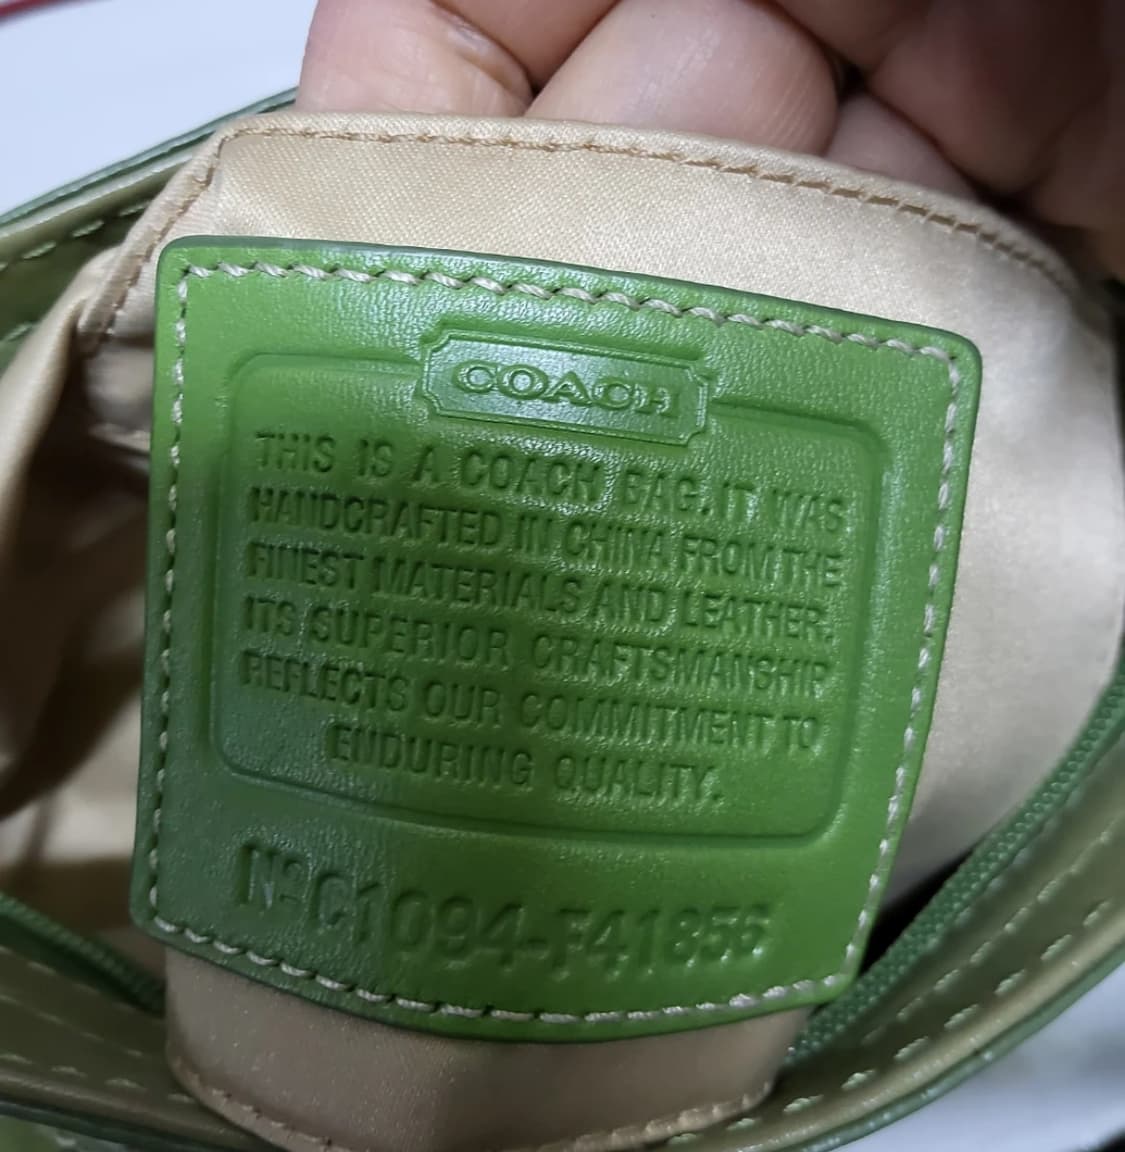 COACH
THIS IS A COACH BAG. IT WAS
HANDCRAFTED IN CHINA FROM THE
FINEST MATERIALS AND LEATHER.
ITS SUPERIOR CRAFTSMANSHIP
REFLECTS OUR COMMITMENT TO
ENDURING QUALITY.
Nº C1094-F41856